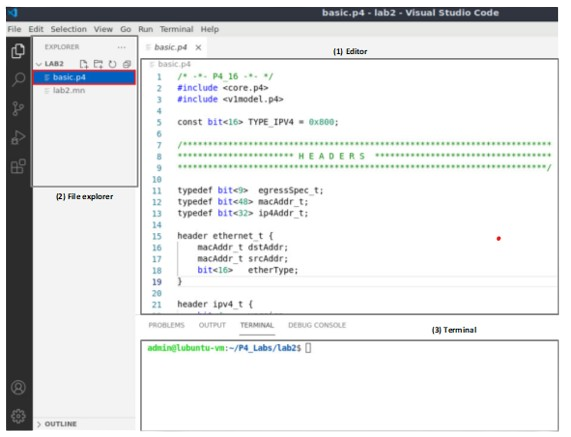 basic.p4 - lab2 - Visual Studio Code
File Edit Selection View Go Run Terminal Help
EXPLORER ...
LAB2
basic.p4
lab2.mn
(2) File explorer
OUTLINE
basic.p4
(1) Editor
basic.p4
1 /* -*- P4_16 -*- */
2 #include <core.p4>
3 #include <v1model.p4>
4
5 const bit<16> TYPE_IPV4 = 0x800;
6
7 /*************************************************************************
8 *********************** H E A D E R S ***********************************
9 *************************************************************************/
10
11 typedef bit<9> egressSpec_t;
12 typedef bit<48> macAddr_t;
13 typedef bit<32> ip4Addr_t;
14
15 header ethernet_t {
16 macAddr_t dstAddr;
17 macAddr_t srcAddr;
18 bit<16> etherType;
19 }
20
21 header ipv4_t {
PROBLEMS OUTPUT TERMINAL DEBUG CONSOLE
(3) Terminal
admin@lubuntu-vm:~/P4_Labs/lab2$